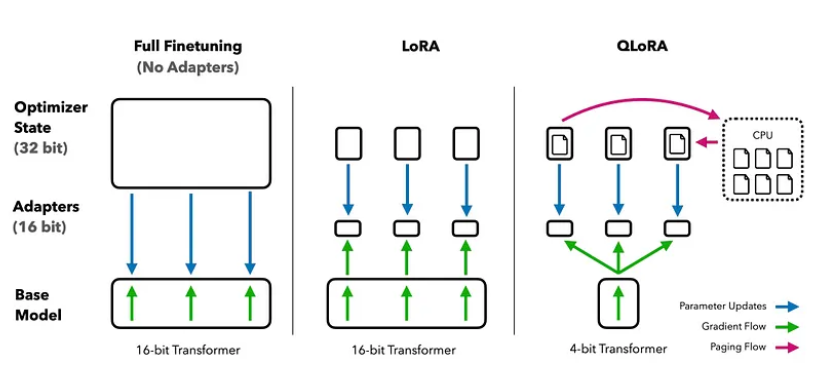 Full Finetuning
(No Adapters)
LoRA
QLoRA
Optimizer
State
(32 bit)
CPU
Adapters
(16 bit)
Base
Model
16-bit Transformer
16-bit Transformer
4-bit Transformer
Parameter Updates
Gradient Flow
Paging Flow